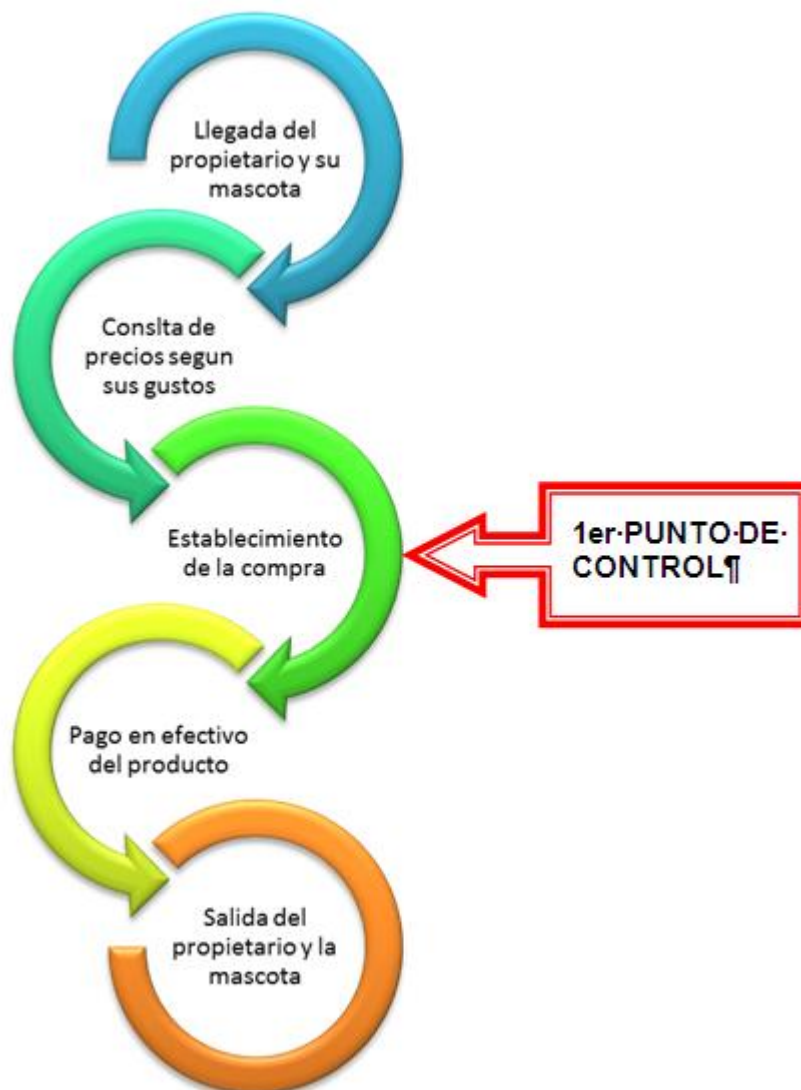 Llegada del
propietario y su
mascota
Conslta de
precios segun
sus gustos
Establecimiento
de la compra
1er·PUNTO·DE·
CONTROL¶
Pago en efectivo
del producto
Salida del
propietario y la
mascota